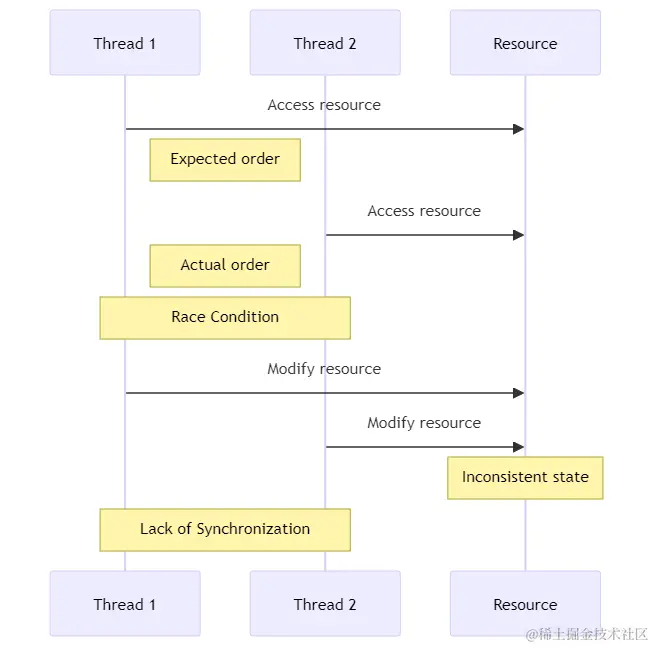 Thread 1
Thread 2
Resource
Access resource
Expected order
Access resource
Actual order
Race Condition
Modify resource
Modify resource
Inconsistent state
Lack of Synchronization
Thread 1
Thread 2
Resource
@稀土掘金技术社区